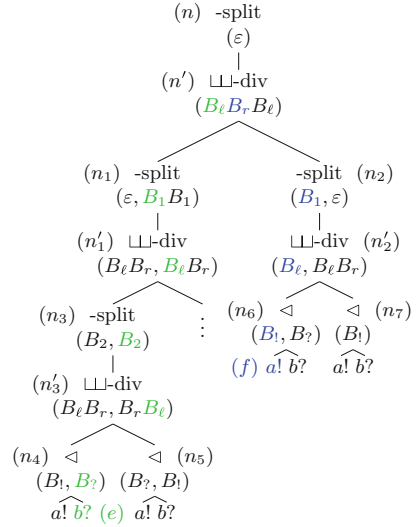 (n) -split
(ε)
(n′) ⧢-div
(BℓBrBℓ)
(n₁) -split -split (n₂)
(ε, B₁B₁) (B₁, ε)
(n′₁) ⧢-div ⧢-div (n′₂)
(BℓBr, BℓBr) (Bℓ, BℓBr)
(n₃) -split ⋮ (n₆) ◁ ◁ (n₇)
(B₂, B₂) (B!, B?) (B!)
(f) a! b? a! b?
(n′₃) ⧢-div
(BℓBr, BrBℓ)
(n₄) ◁ ◁ (n₅)
(B!, B?) (B?, B!)
a! b? (e) a! b?